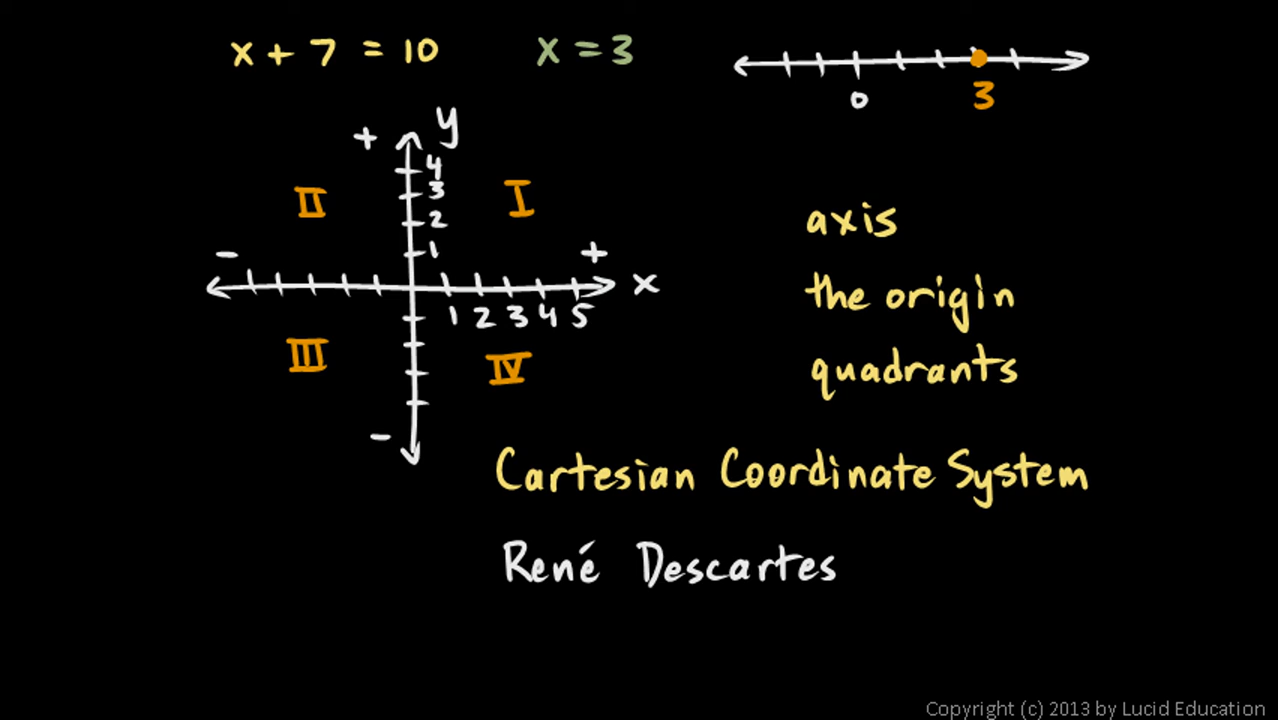 x + 7 = 10
x = 3
0
3
+ y
4
3
2
1
II
I
-
+
x
1 2 3 4 5
III
IV
-
axis
the origin
quadrants
Cartesian Coordinate System
René Descartes
Copyright (c) 2013 by Lucid Education